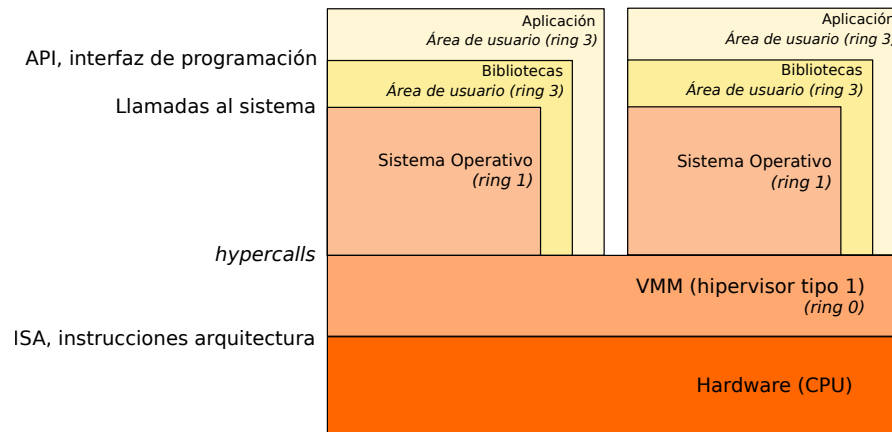 Aplicación
Área de usuario (ring 3)
Aplicación
Área de usuario (ring 3)
API, interfaz de programación
Bibliotecas
Área de usuario (ring 3)
Bibliotecas
Área de usuario (ring 3)
Llamadas al sistema
Sistema Operativo
(ring 1)
Sistema Operativo
(ring 1)
hypercalls
VMM (hipervisor tipo 1)
(ring 0)
ISA, instrucciones arquitectura
Hardware (CPU)